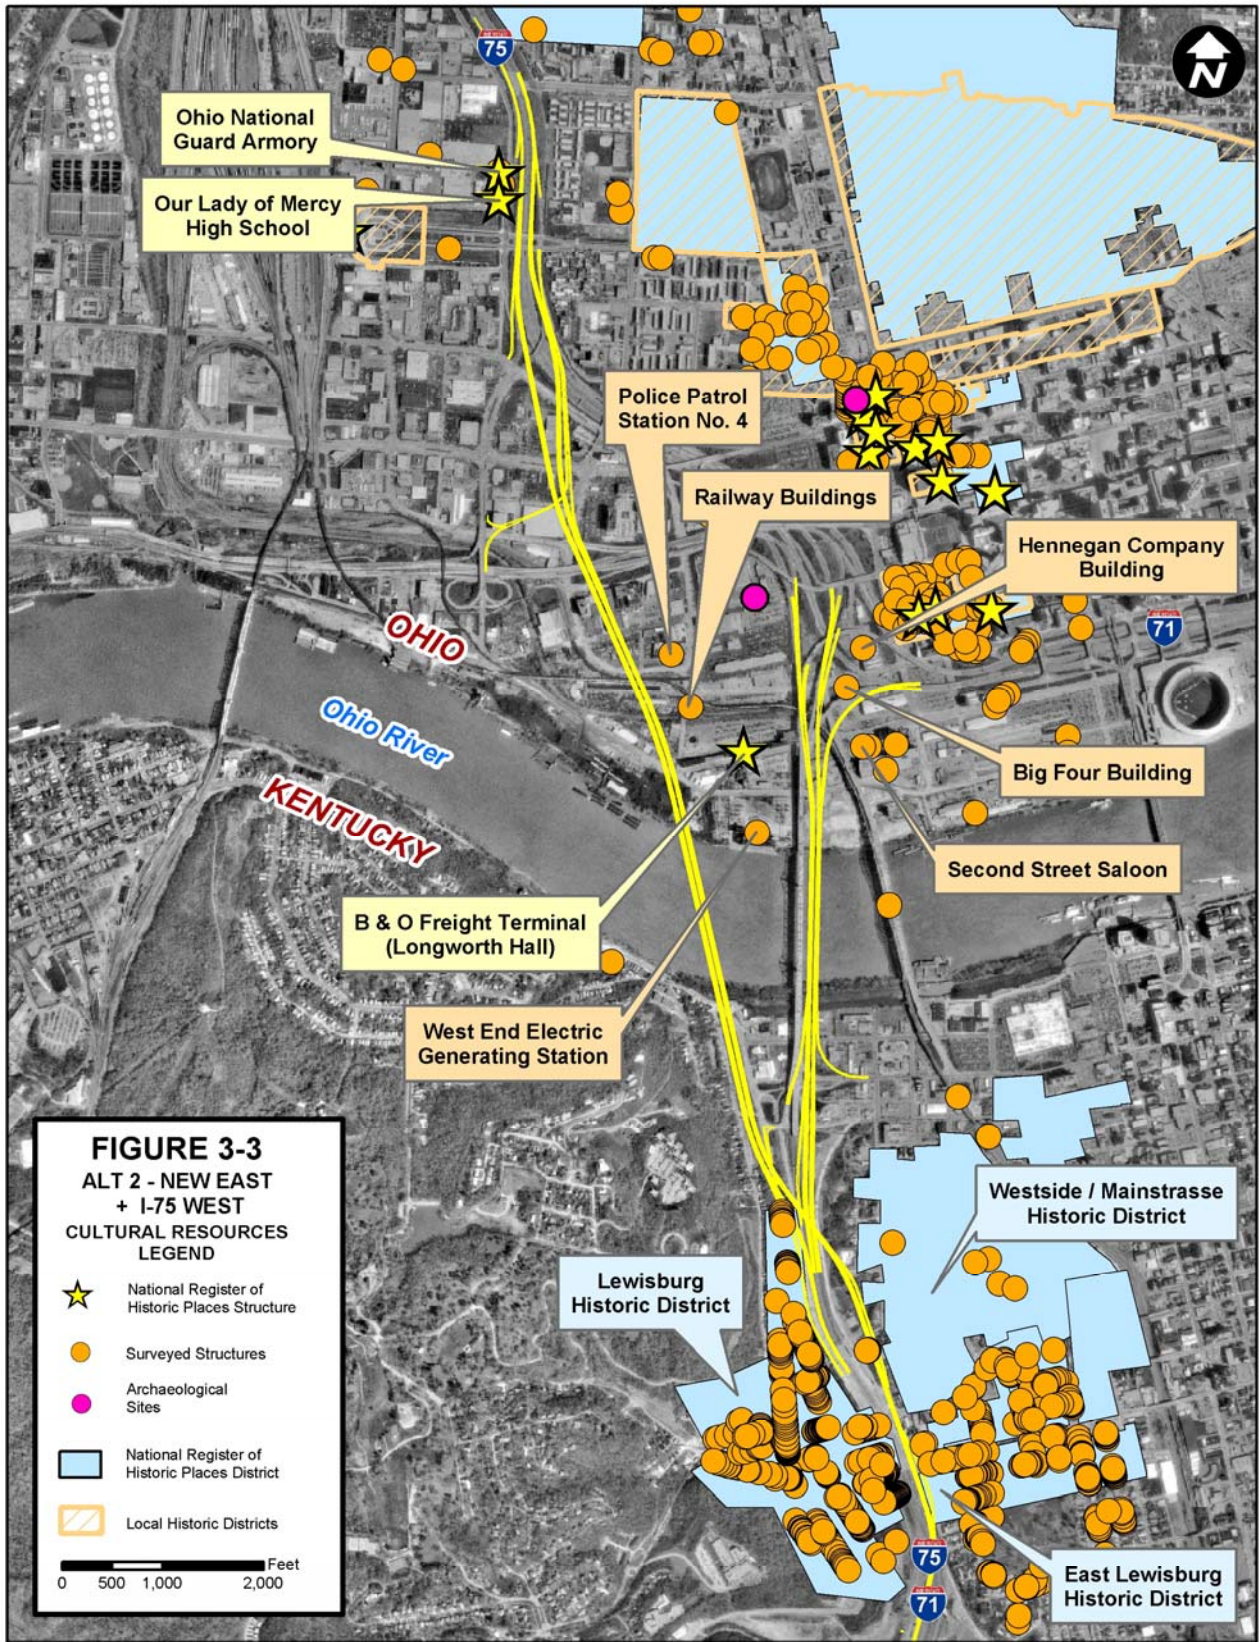 75
N
Ohio National
Guard Armory
Our Lady of Mercy
High School
Police Patrol
Station No. 4
Railway Buildings
Hennegan Company
Building
71
OHIO
Ohio River
KENTUCKY
Big Four Building
Second Street Saloon
B & O Freight Terminal
(Longworth Hall)
West End Electric
Generating Station
Westside / Mainstrasse
Historic District
Lewisburg
Historic District
East Lewisburg
Historic District
75
71
FIGURE 3-3
ALT 2 - NEW EAST
+ I-75 WEST
CULTURAL RESOURCES
LEGEND
National Register of
Historic Places Structure
Surveyed Structures
Archaeological
Sites
National Register of
Historic Places District
Local Historic Districts
Feet
0 500 1,000 2,000